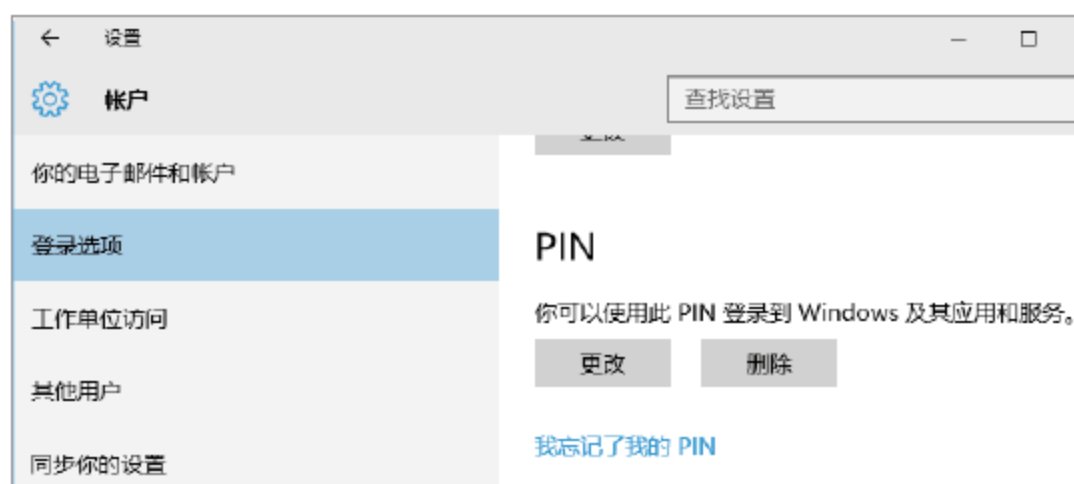 设置
帐户
查找设置
你的电子邮件和帐户
登录选项
工作单位访问
其他用户
同步你的设置
PIN
你可以使用此 PIN 登录到 Windows 及其应用和服务。
更改
删除
我忘记了我的 PIN